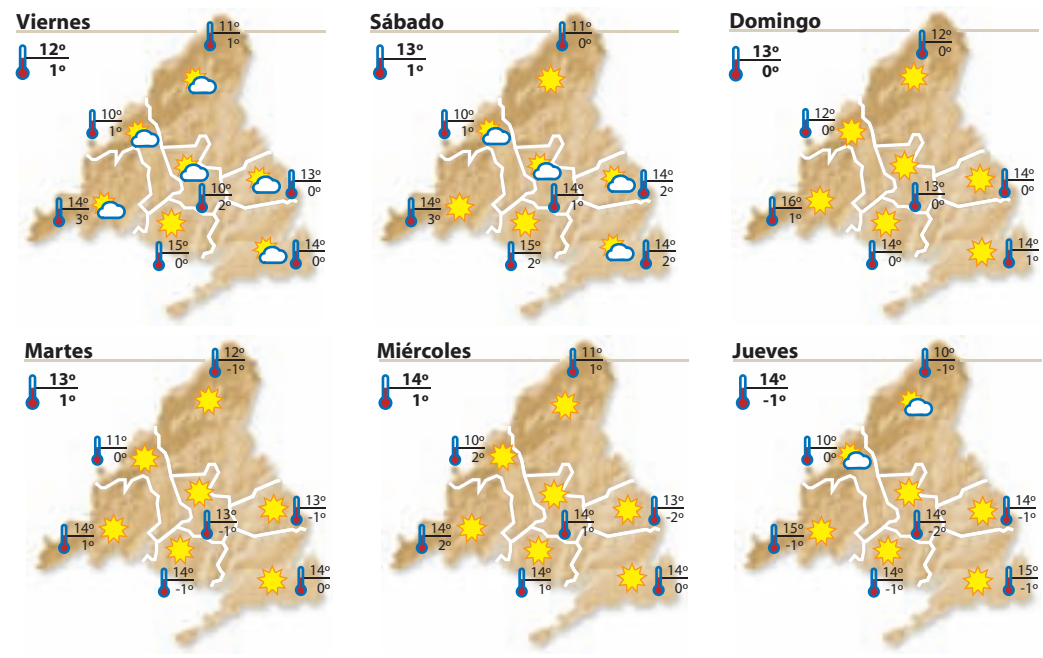 Viernes
12º
1º
11º
1º
10º
1º
13º
0º
10º
2º
14º
3º
15º
0º
14º
0º
Sábado
13º
1º
11º
0º
10º
1º
14º
2º
14º
1º
14º
3º
15º
2º
14º
2º
Domingo
13º
0º
12º
0º
12º
0º
14º
0º
13º
0º
16º
1º
14º
0º
14º
1º
Martes
13º
1º
12º
-1º
11º
0º
13º
-1º
13º
-1º
14º
1º
14
-1º
14º
0º
Miércoles
14º
1º
11º
1º
10º
2º
13º
-2º
14º
1º
14º
2º
14º
1º
14º
0º
Jueves
14º
-1º
10º
-1º
10º
0º
14º
-1º
14º
-2º
15º
-1º
14º
-1º
15º
-1º